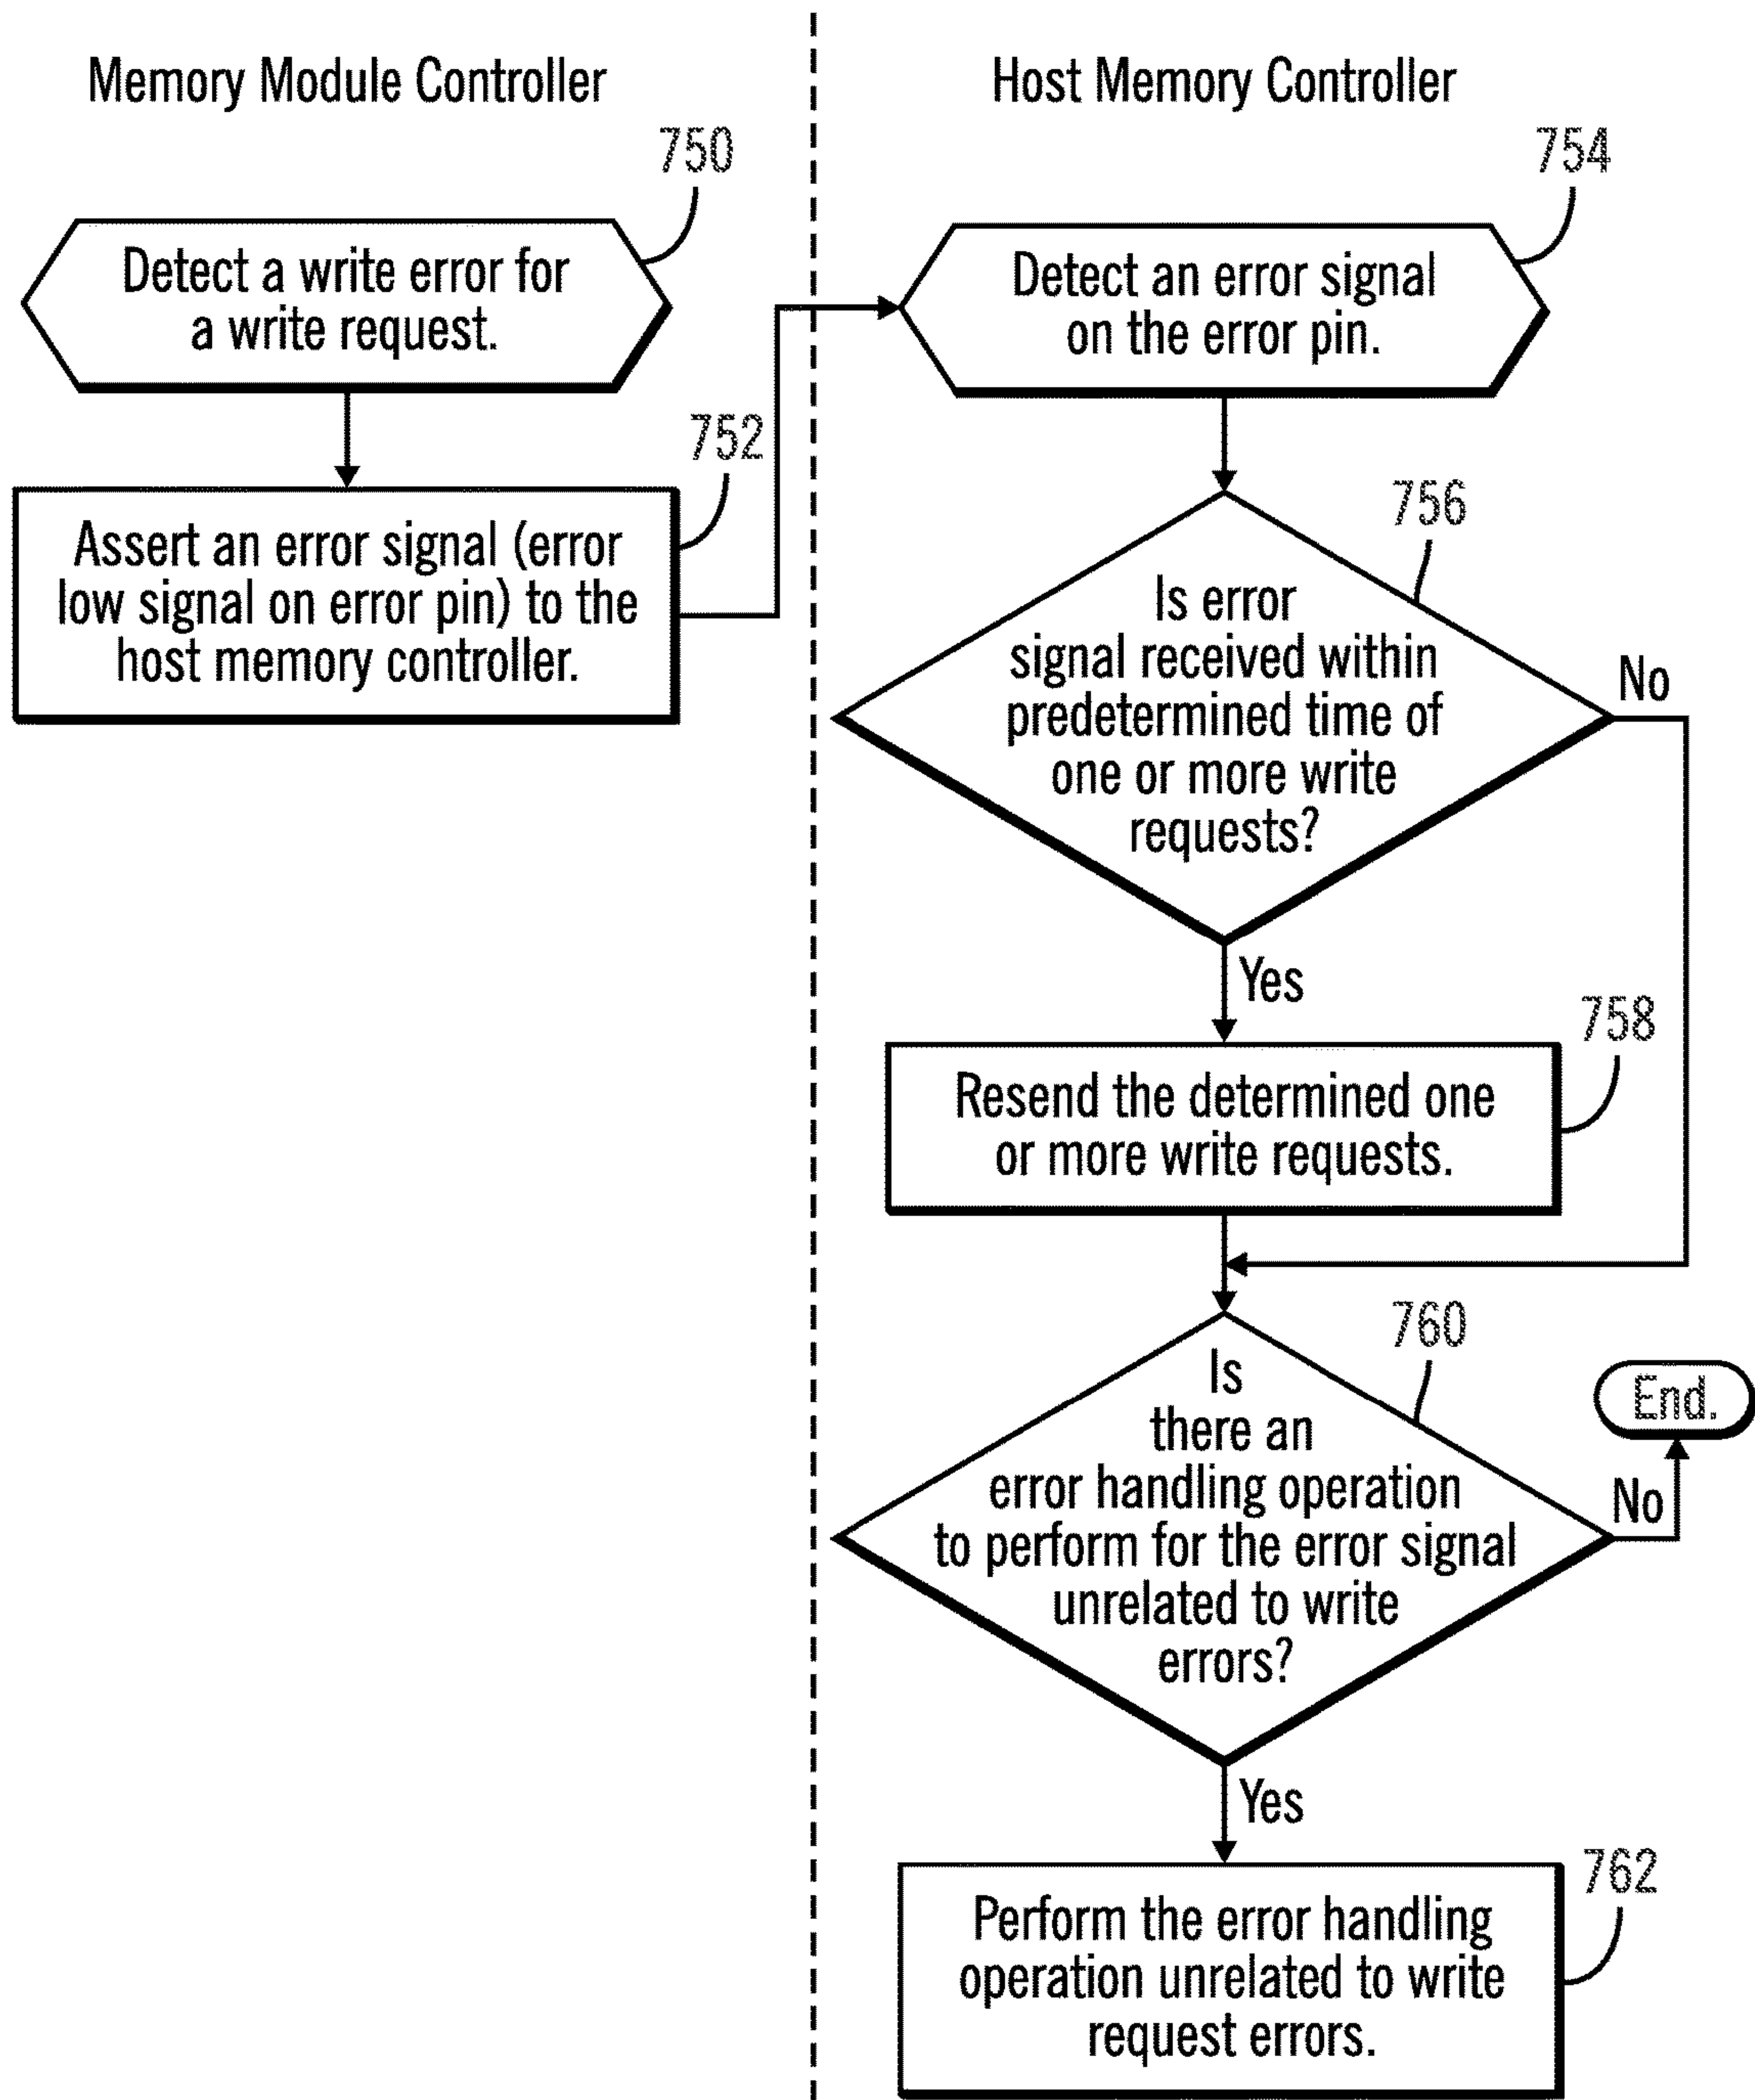 Memory Module Controller
750
Detect a write error for
a write request.
752
Assert an error signal (error
low signal on error pin) to the
host memory controller.
Host Memory Controller
754
Detect an error signal
on the error pin.
756
Is error
signal received within
predetermined time of
one or more write
requests?
No
Yes
758
Resend the determined one
or more write requests.
760
Is
there an
error handling operation
to perform for the error signal
unrelated to write
errors?
No
End.
Yes
762
Perform the error handling
operation unrelated to write
request errors.